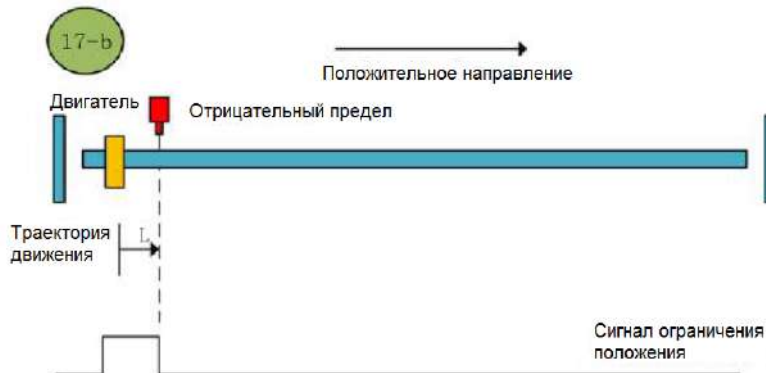 17-b
Положительное направление
Двигатель
Отрицательный предел
Траектория
движения
L
Сигнал ограничения
положения